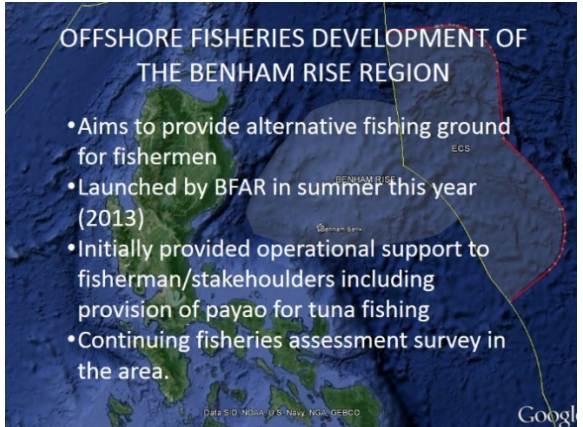 OFFSHORE FISHERIES DEVELOPMENT OF
THE BENHAM RISE REGION
•Aims to provide alternative fishing ground
for fishermen
ECS
BENHAM RISE
•Launched by BFAR in summer this year
(2013)
Benham Bank
•Initially provided operational support to
fisherman/stakehoulders including
provision of payao for tuna fishing
•Continuing fisheries assessment survey in
the area.
Data SIO, NOAA, U.S. Navy, NGA, GEBCO
Google